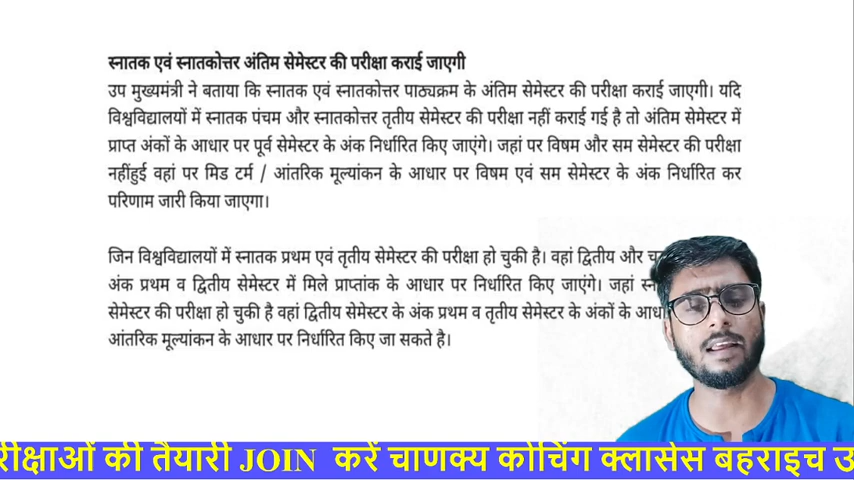 स्नातक एवं स्नातकोत्तर अंतिम सेमेस्टर की परीक्षा कराई जाएगी
उप मुख्यमंत्री ने बताया कि स्नातक एवं स्नातकोत्तर पाठ्यक्रम के अंतिम सेमेस्टर की परीक्षा कराई जाएगी। यदि
विश्वविद्यालयों में स्नातक पंचम और स्नातकोत्तर तृतीय सेमेस्टर की परीक्षा नहीं कराई गई है तो अंतिम सेमेस्टर में
प्राप्त अंकों के आधार पर पूर्व सेमेस्टर के अंक निर्धारित किए जाएंगे। जहां पर विषम और सम सेमेस्टर की परीक्षा
नहींहुई वहां पर मिड टर्म / आंतरिक मूल्यांकन के आधार पर विषम एवं सम सेमेस्टर के अंक निर्धारित कर
परिणाम जारी किया जाएगा।
जिन विश्वविद्यालयों में स्नातक प्रथम एवं तृतीय सेमेस्टर की परीक्षा हो चुकी है। वहां द्वितीय और
अंक प्रथम व द्वितीय सेमेस्टर में मिले प्राप्तांक के आधार पर निर्धारित किए जाएंगे। जहां
सेमेस्टर की परीक्षा हो चुकी है वहां द्वितीय सेमेस्टर के अंक प्रथम व तृतीय सेमेस्टर के अंकों के
आंतरिक मूल्यांकन के आधार पर निर्धारित किए जा सकते है।
रीक्षाओं की तैयारी JOIN करें चाणक्य कोचिंग क्लासेस बहराइच उ